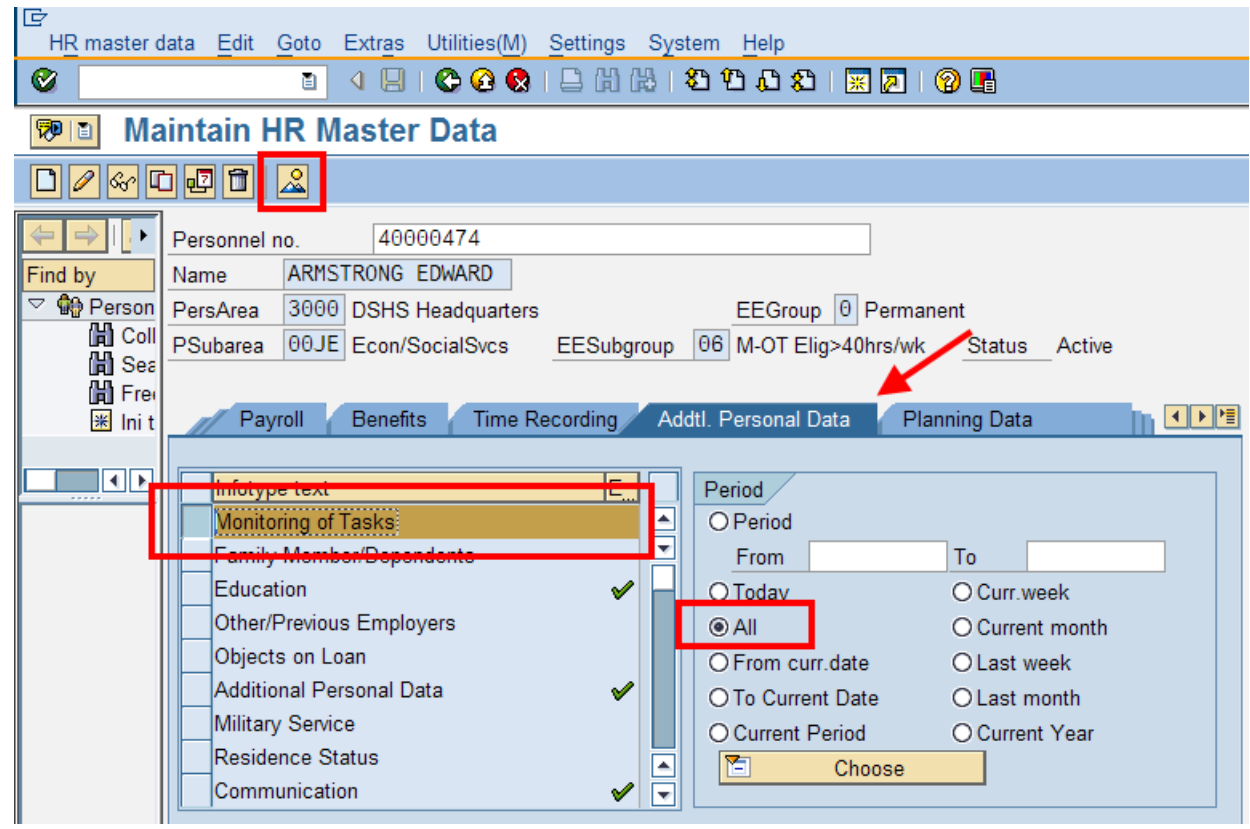 HR master data Edit Goto Extras Utilities(M) Settings System Help
Maintain HR Master Data
Personnel no. 40000474
Find by
Name ARMSTRONG EDWARD
Person
PersArea 3000 DSHS Headquarters EEGroup 0 Permanent
Coll
PSubarea 00JE Econ/SocialSvcs EESubgroup 06 M-OT Elig>40hrs/wk Status Active
Sea
Fre
Ini t
Payroll Benefits Time Recording Addtl. Personal Data Planning Data
Infotype text E...
Monitoring of Tasks
Family Member/Dependents
Education
Other/Previous Employers
Objects on Loan
Additional Personal Data
Military Service
Residence Status
Communication
Period
Period
From To
Today Curr.week
All Current month
From curr.date Last week
To Current Date Last month
Current Period Current Year
Choose